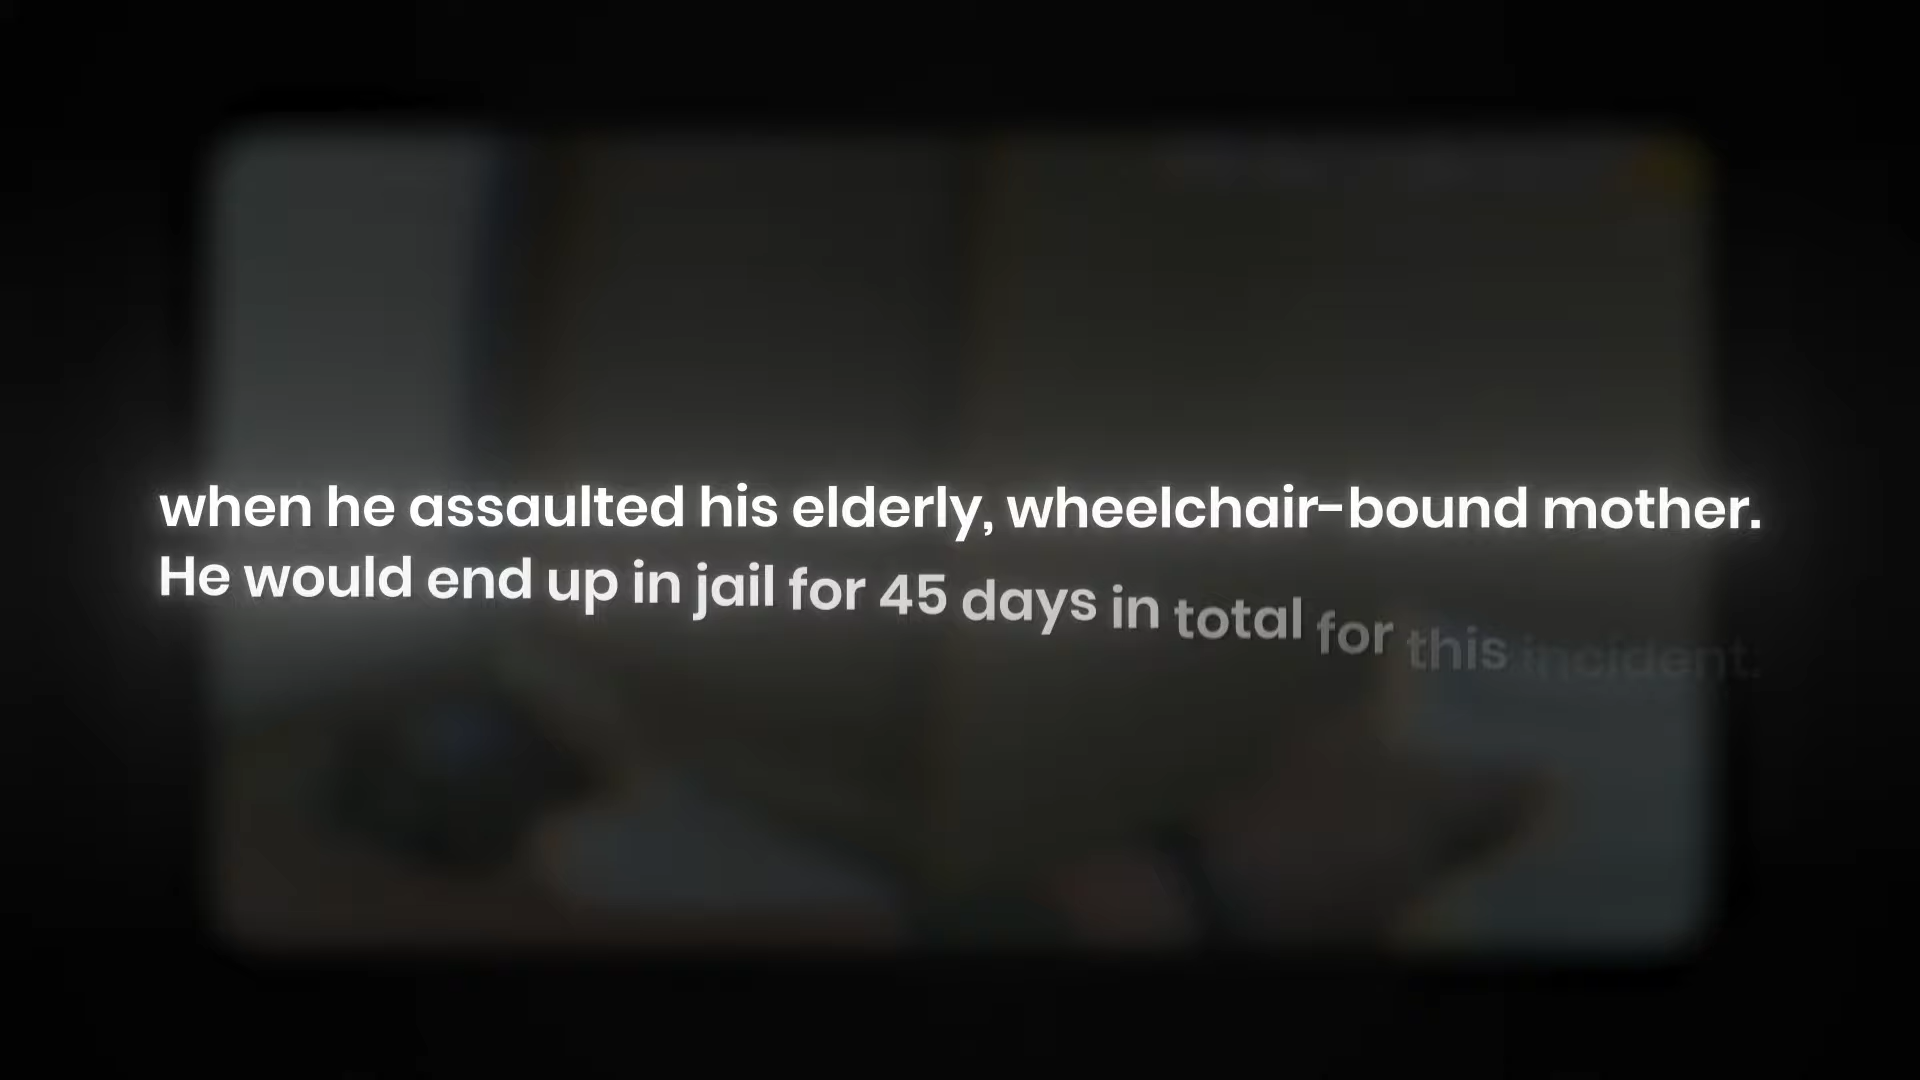 when he assaulted his elderly, wheelchair-bound mother.
He would end up in jail for 45 days in total for this incident.